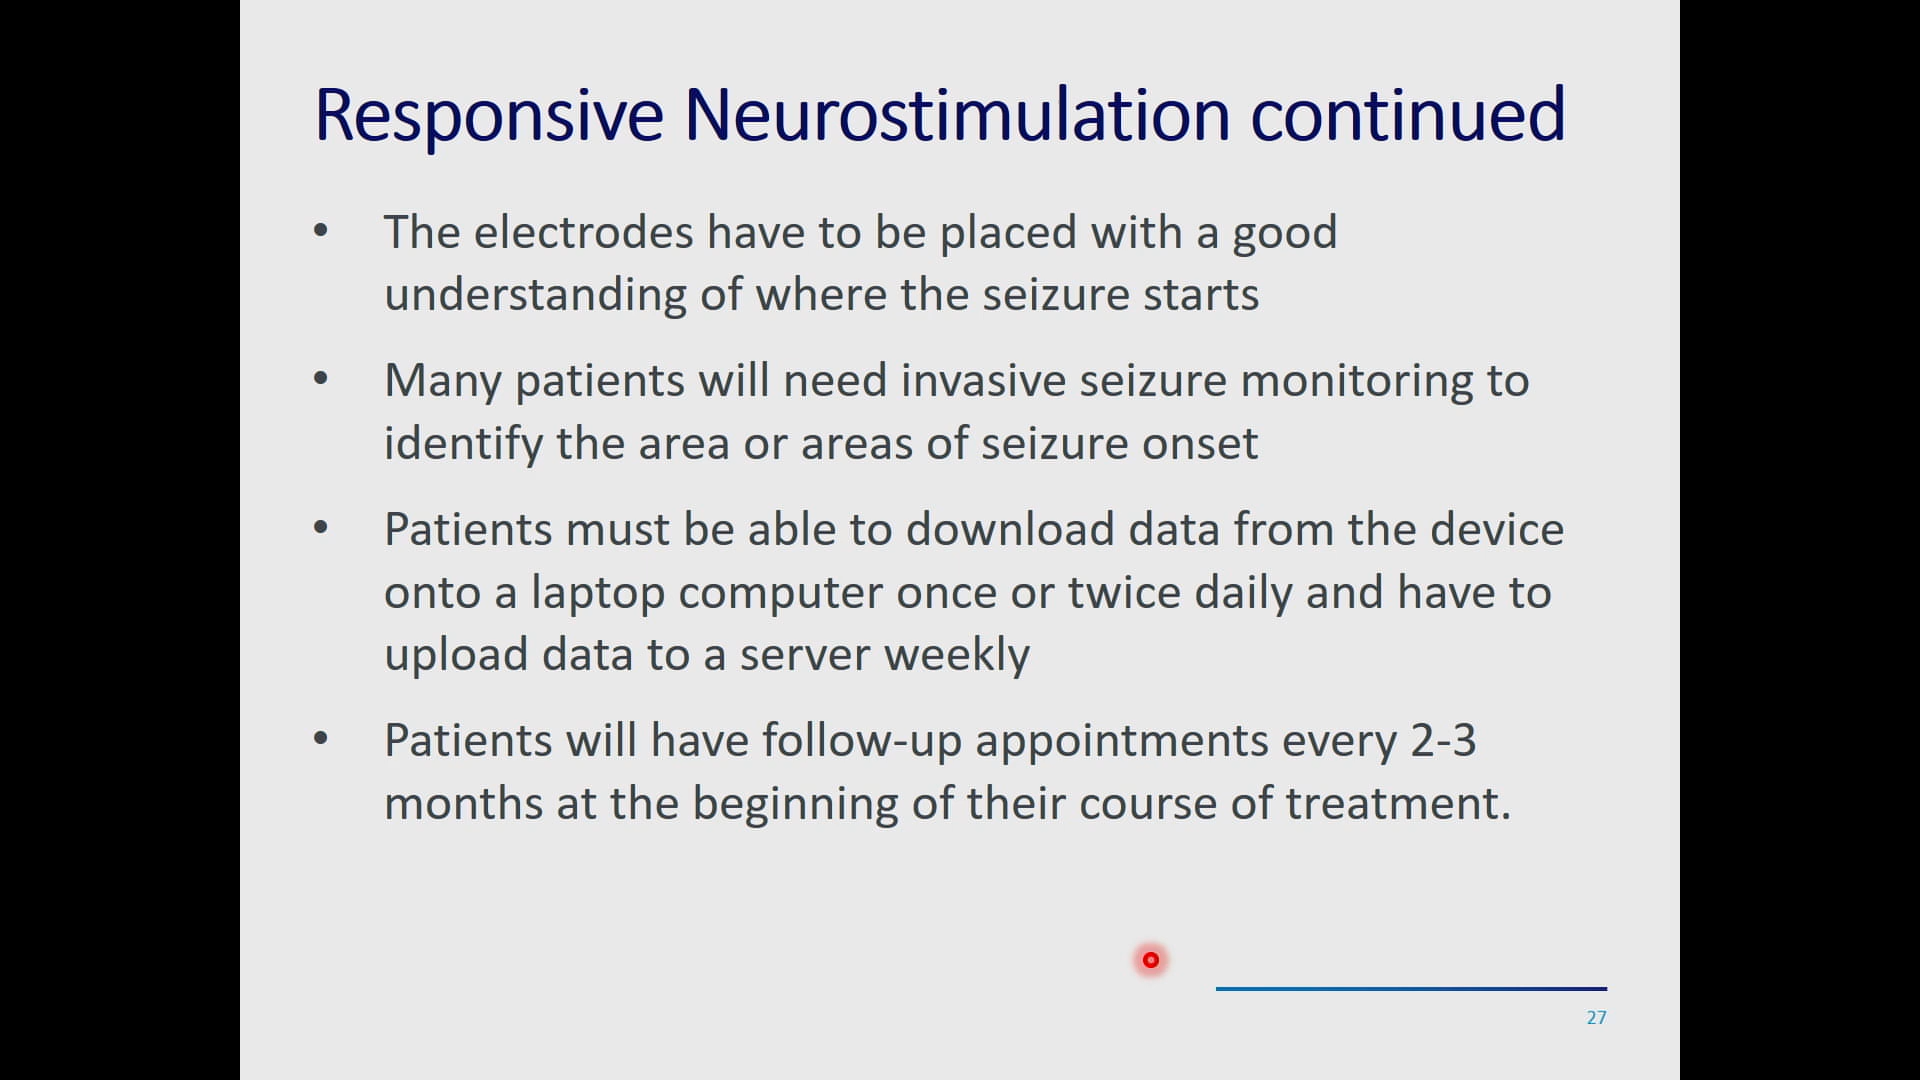 Responsive Neurostimulation continued
• The electrodes have to be placed with a good
understanding of where the seizure starts
• Many patients will need invasive seizure monitoring to
identify the area or areas of seizure onset
• Patients must be able to download data from the device
onto a laptop computer once or twice daily and have to
upload data to a server weekly
• Patients will have follow-up appointments every 2-3
months at the beginning of their course of treatment.
27